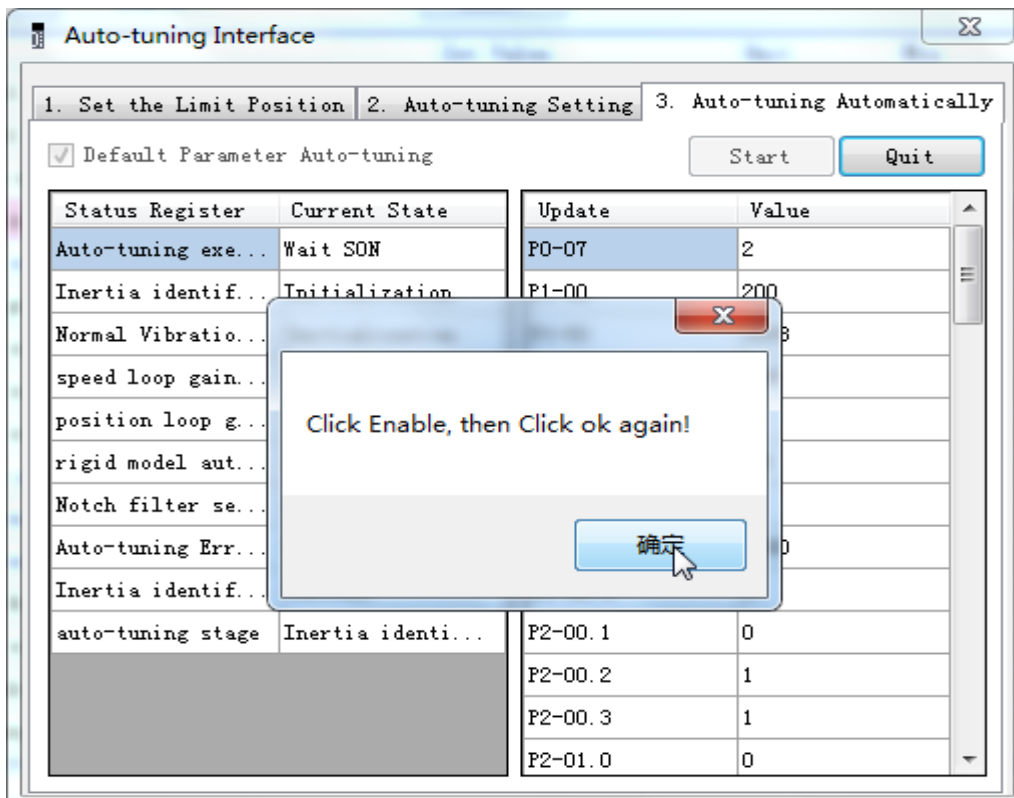 Auto-tuning Interface
1. Set the Limit Position
2. Auto-tuning Setting
3. Auto-tuning Automatically
Default Parameter Auto-tuning
Start
Quit
Status Register Current State
Auto-tuning exe... Wait SON
Inertia identif... Initialization
Normal Vibratio...
speed loop gain...
position loop g...
rigid model aut...
Notch filter se...
Auto-tuning Err...
Inertia identif...
auto-tuning stage Inertia identi...
Update Value
P0-07 2
P1-00 200
P2-00.1 0
P2-00.2 1
P2-00.3 1
P2-01.0 0
Click Enable, then Click ok again!
确定